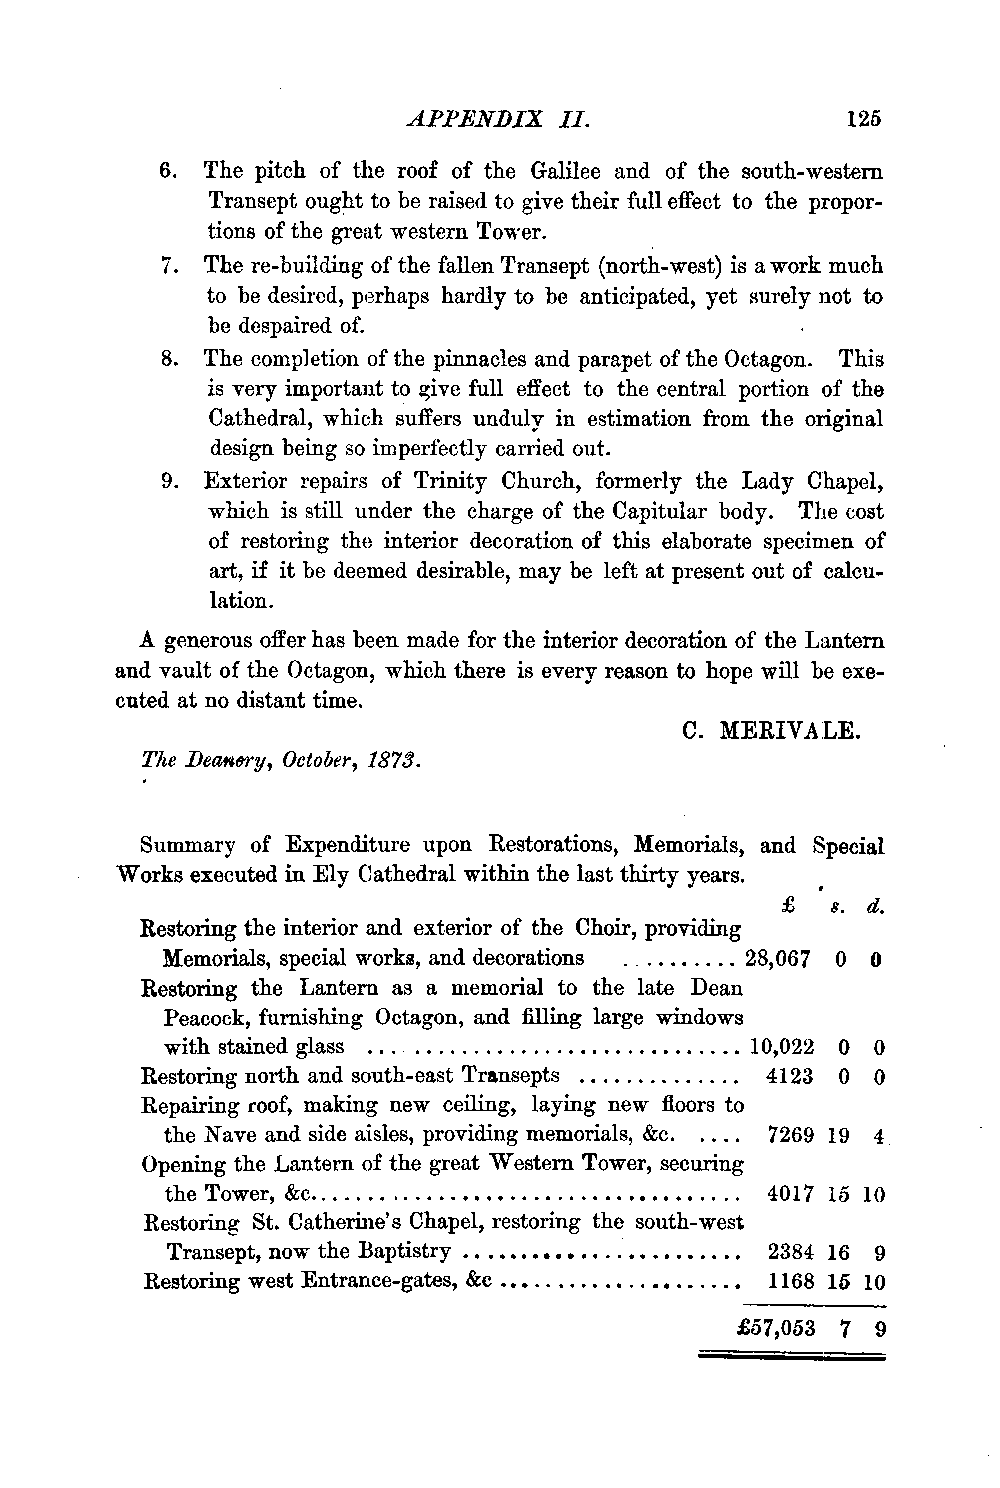 APPENDIX II. 125
6. The pitch of the roof of the Galilee and of the south-western
Transept ought to be raised to give their full effect to the propor-
tions of the great western Tower.
7. The re-building of the fallen Transept (north-west) is a work much
to be desired, perhaps hardly to be anticipated, yet surely not to
be despaired of.
8. The completion of the pinnacles and parapet of the Octagon. This
is very important to give full effect to the central portion of the
Cathedral, which suffers unduly in estimation from the original
design being so imperfectly carried out.
9. Exterior repairs of Trinity Church, formerly the Lady Chapel,
which is still under the charge of the Capitular body. The cost
of restoring the interior decoration of this elaborate specimen of
art, if it be deemed desirable, may be left at present out of calcu-
lation.
A generous offer has been made for the interior decoration of the Lantern
and vault of the Octagon, which there is every reason to hope will be exe-
cuted at no distant time.
C. MERIVALE.
The Deanery, October, 1873.
Summary of Expenditure upon Restorations, Memorials, and Special
Works executed in Ely Cathedral within the last thirty years.
£ s. d.
Restoring the interior and exterior of the Choir, providing
Memorials, special works, and decorations .......... 28,067 0 0
Restoring the Lantern as a memorial to the late Dean
Peacock, furnishing Octagon, and filling large windows
with stained glass ................................ 10,022 0 0
Restoring north and south-east Transepts .............. 4123 0 0
Repairing roof, making new ceiling, laying new floors to
the Nave and side aisles, providing memorials, &c. .... 7269 19 4
Opening the Lantern of the great Western Tower, securing
the Tower, &c..................................... 4017 15 10
Restoring St. Catherine's Chapel, restoring the south-west
Transept, now the Baptistry ........................ 2384 16 9
Restoring west Entrance-gates, &c ..................... 1168 15 10
£57,053 7 9